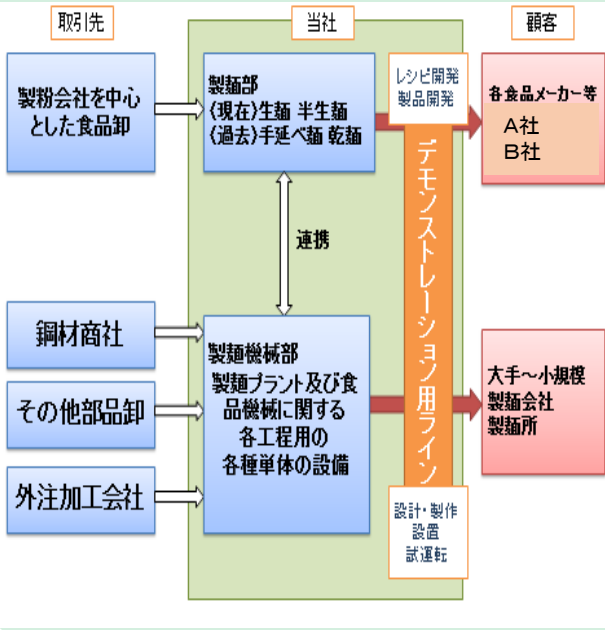 取引先
当社
顧客
製粉会社を中心
とした食品卸
製麺部
(現在)生麺 半生麺
(過去)手延べ麺 乾麺
レシピ開発
製品開発
各食品メーカー等
A社
B社
連携
デモンストレーション用ライン
鋼材商社
その他部品卸
外注加工会社
製麺機械部
製麺プラント及び食
品機械に関する
各工程用の
各種単体の設備
大手～小規模
製麺会社
製麺所
設計・製作
設置
試運転